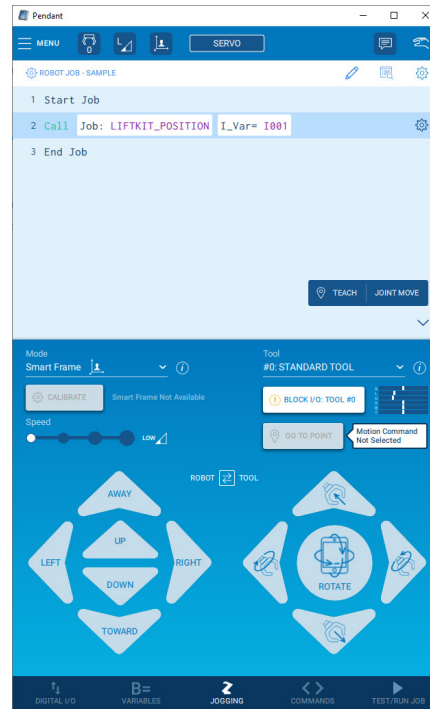 Pendant
MENU
0
SERVO
ROBOT JOB - SAMPLE
1 Start Job
2 Call Job: LIFTKIT_POSITION I_Var= I001
3 End Job
TEACH JOINT MOVE
Mode
Smart Frame
Tool
#0: STANDARD TOOL
CALIBRATE
Smart Frame Not Available
BLOCK I/O: TOOL #0
S L U R B T
Speed
LOW
GO TO POINT
Motion Command
Not Selected
ROBOT TOOL
AWAY
UP
LEFT
RIGHT
DOWN
TOWARD
ROTATE
DIGITAL I/O
B=
VARIABLES
JOGGING
COMMANDS
TEST/RUN JOB